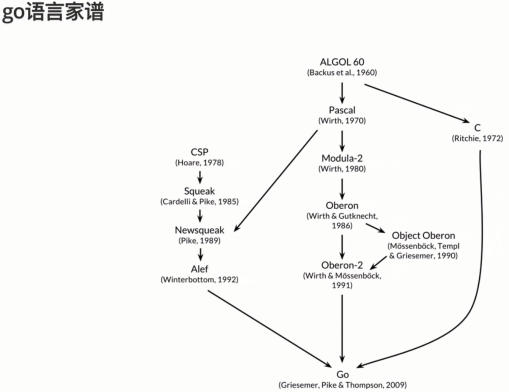 go语言家谱
ALGOL 60
(Backus et al., 1960)
Pascal
(Wirth, 1970)
C
(Ritchie, 1972)
CSP
(Hoare, 1978)
Modula-2
(Wirth, 1980)
Squeak
(Cardelli & Pike, 1985)
Oberon
(Wirth & Gutknecht,
1986)
Newsqueak
(Pike, 1989)
Object Oberon
(Mössenböck, Templ
& Griesemer, 1990)
Alef
(Winterbottom, 1992)
Oberon-2
(Wirth & Mössenböck,
1991)
Go
(Griesemer, Pike & Thompson, 2009)